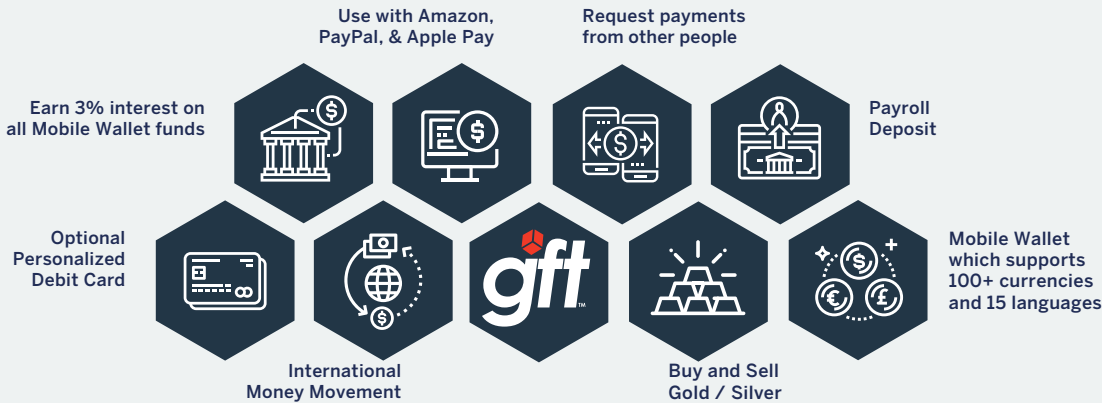 Use with Amazon,
PayPal, & Apple Pay
Request payments
from other people
Earn 3% interest on
all Mobile Wallet funds
Payroll
Deposit
Optional
Personalized
Debit Card
gft™
Mobile Wallet
which supports
100+ currencies
and 15 languages
International
Money Movement
Buy and Sell
Gold / Silver